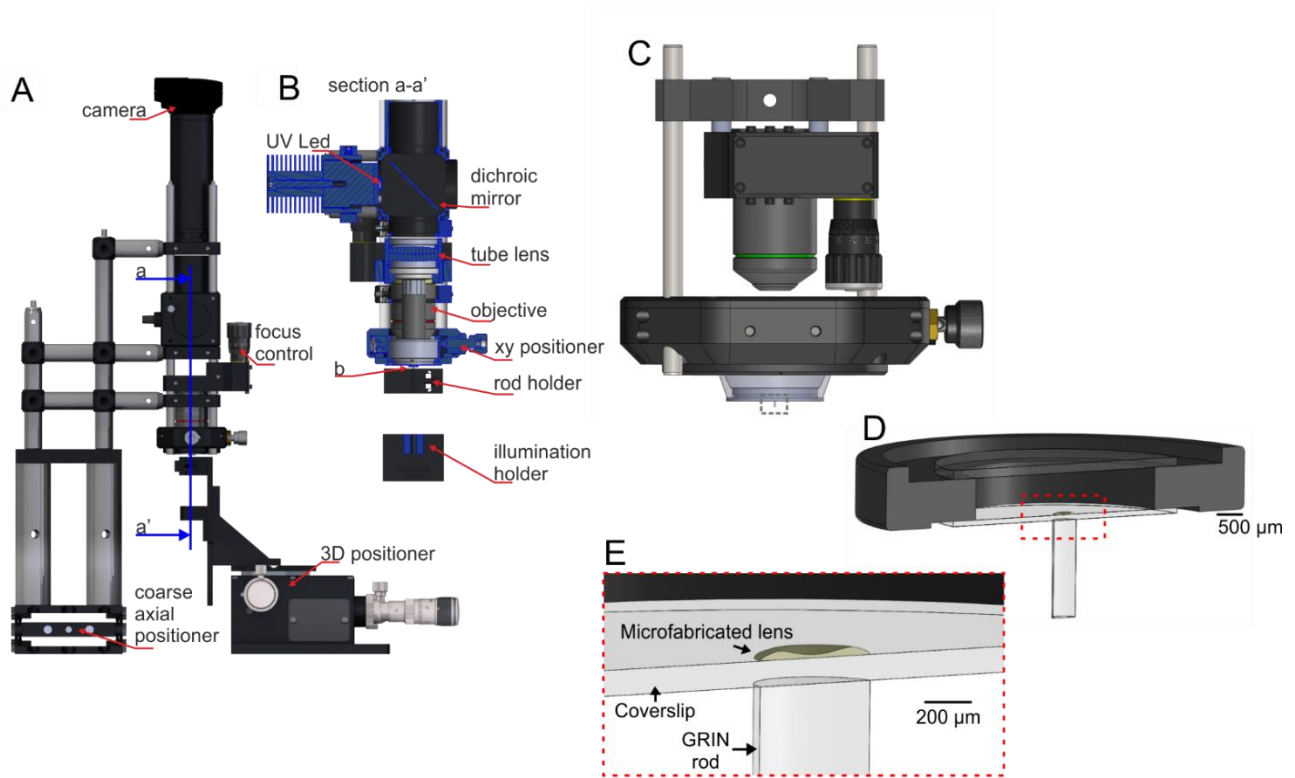 A
camera
a
focus
control
a'
3D positioner
coarse
axial
positioner
B
section a-a'
UV Led
dichroic
mirror
tube lens
objective
xy positioner
b
rod holder
illumination
holder
C
D
500 µm
E
Microfabricated lens
Coverslip
GRIN
rod
200 µm